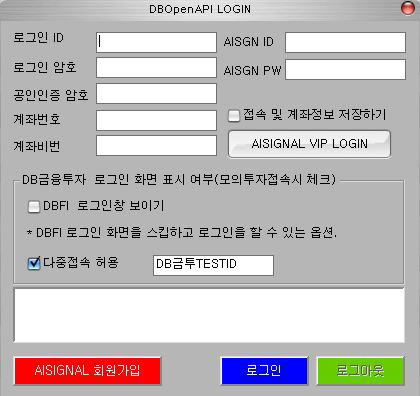 DBOpenAPI LOGIN
로그인 ID
AISGN ID
로그인 암호
AISGN PW
공인인증 암호
계좌번호
접속 및 계좌정보 저장하기
계좌비번
AISIGNAL VIP LOGIN
DB금융투자 로그인 화면 표시 여부(모의투자접속시 체크)
DBFI 로그인창 보이기
* DBFI 로그인 화면을 스킵하고 로그인을 할 수 있는 옵션.
다중접속 허용
DB금투TESTID
AISIGNAL 회원가입
로그인
로그아웃